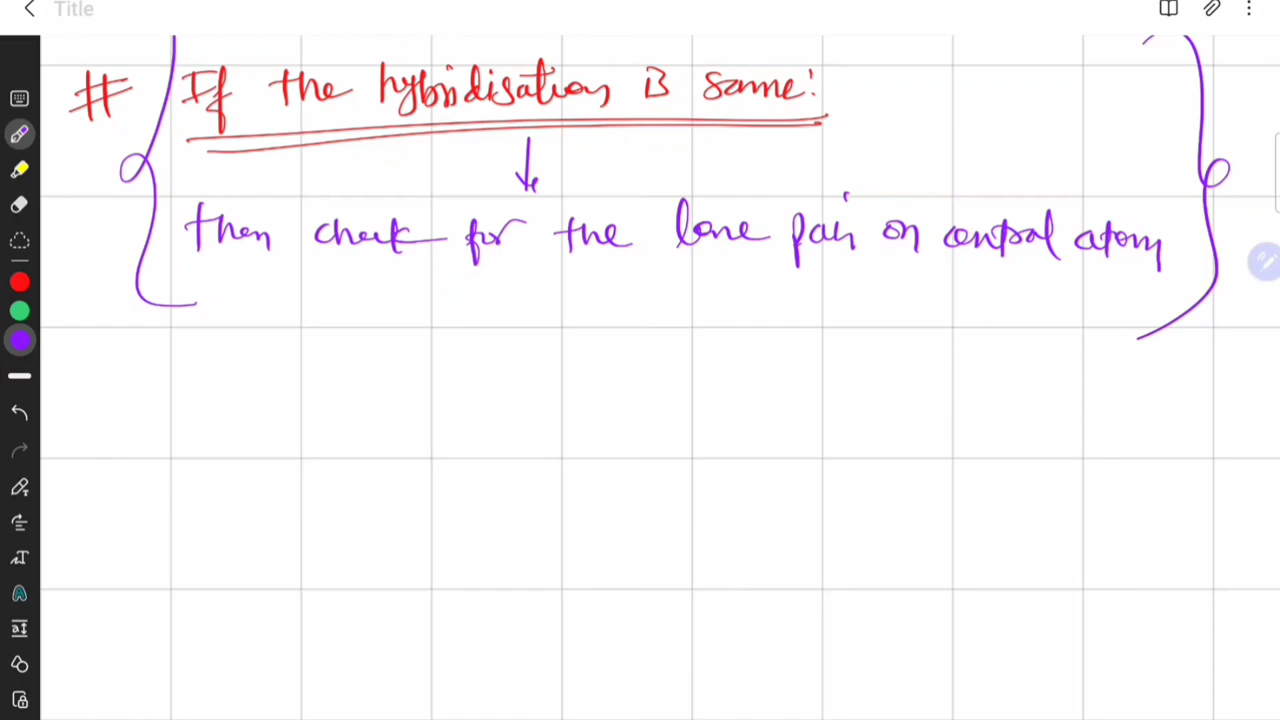 Title
# If the hybridisation is same:
then check for the lone pair on central atom